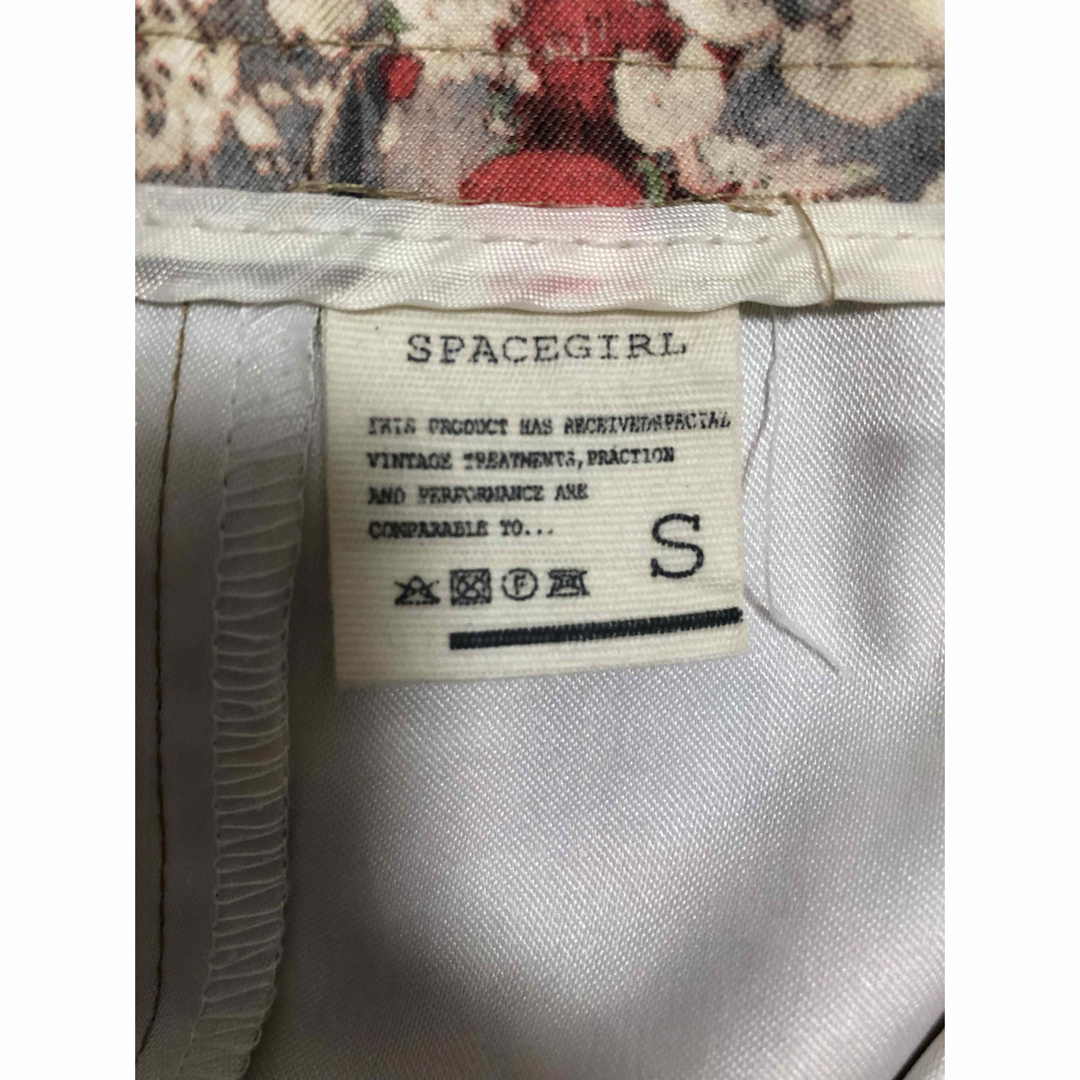 SPACEGIRL
THIS PRODUCT HAS RECEIVEDSPACIAL
VINTAGE TREATMENTS, PRACTION
AND PERFORMANCE ARE
COMPARABLE TO...
S
F